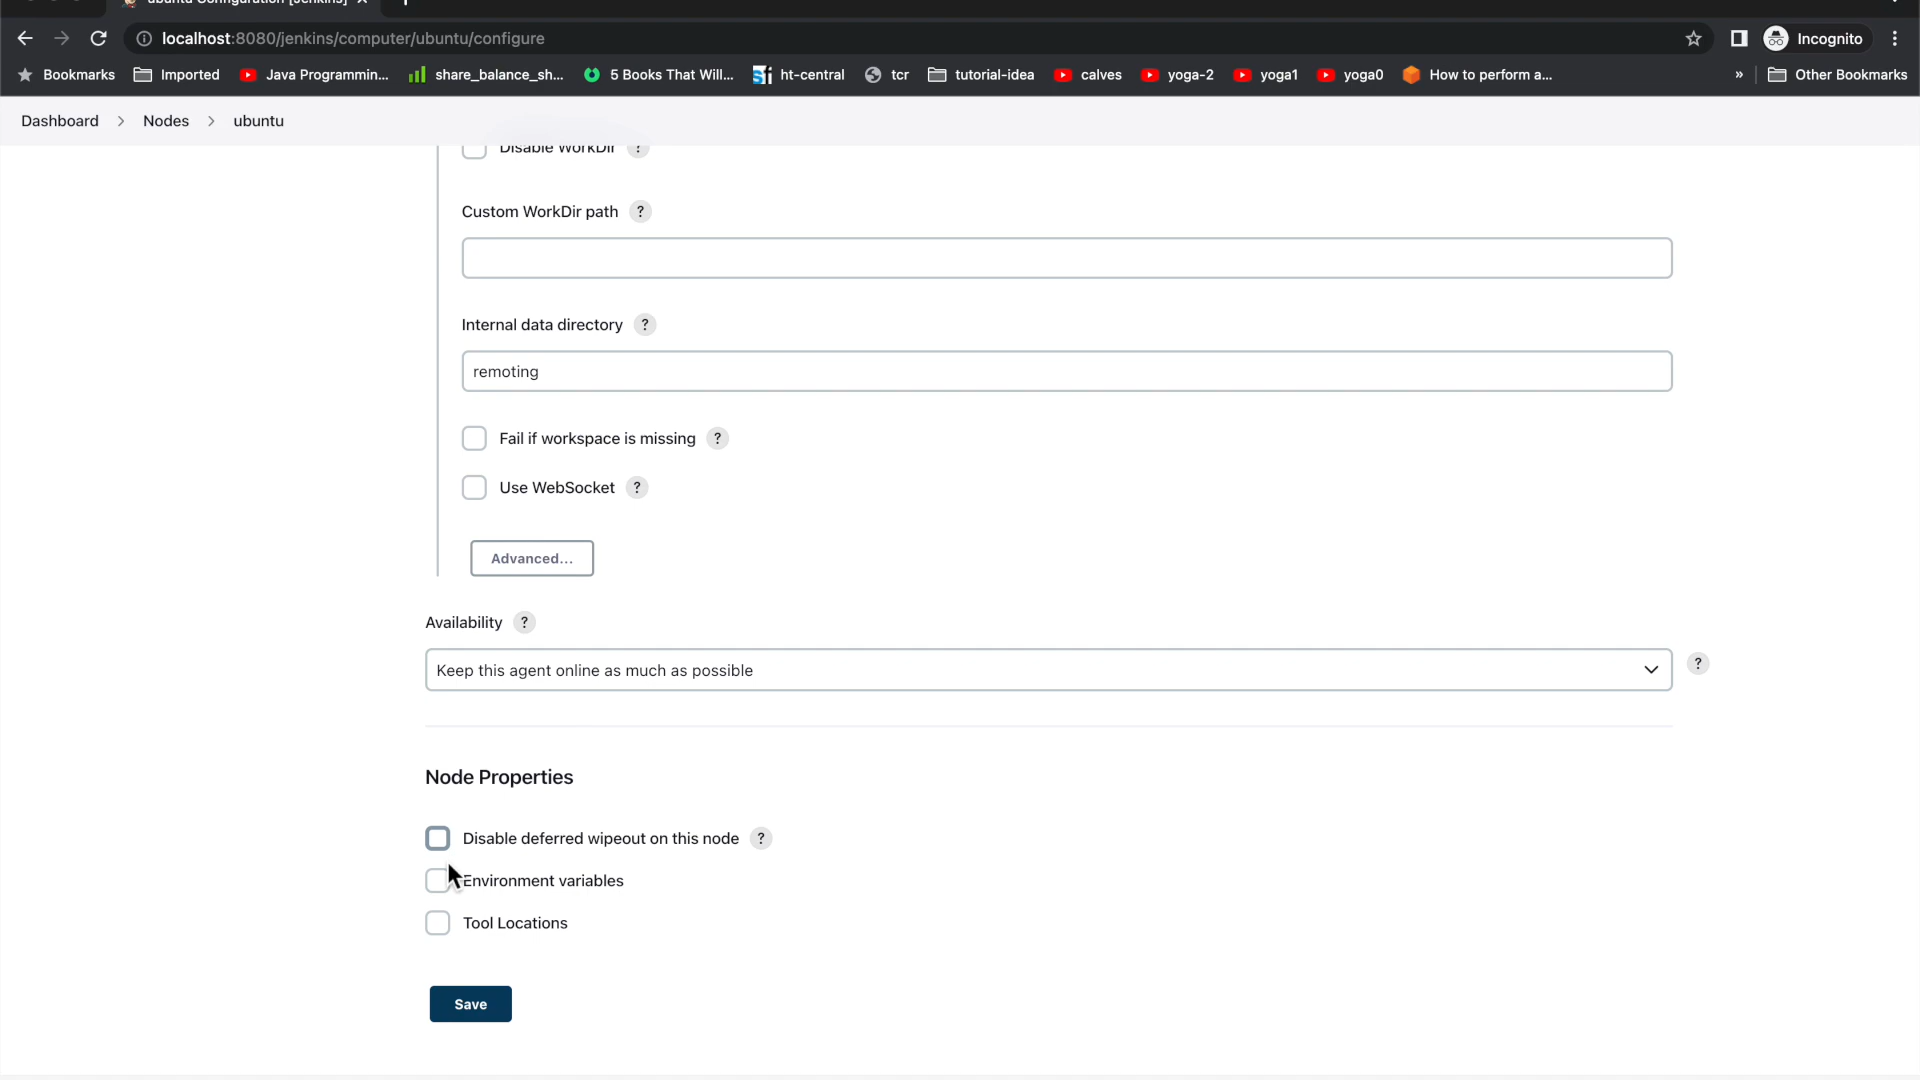 ubuntu Configuration [Jenkins]
localhost:8080/jenkins/computer/ubuntu/configure
Incognito
Bookmarks Imported Java Programmin... share_balance_sh... 5 Books That Will... ht-central tcr tutorial-idea calves yoga-2 yoga1 yoga0 How to perform a... » Other Bookmarks
Dashboard > Nodes > ubuntu
Disable WorkDir ?
Custom WorkDir path ?
Internal data directory ?
remoting
Fail if workspace is missing ?
Use WebSocket ?
Advanced...
Availability ?
Keep this agent online as much as possible ?
Node Properties
Disable deferred wipeout on this node ?
Environment variables
Tool Locations
Save